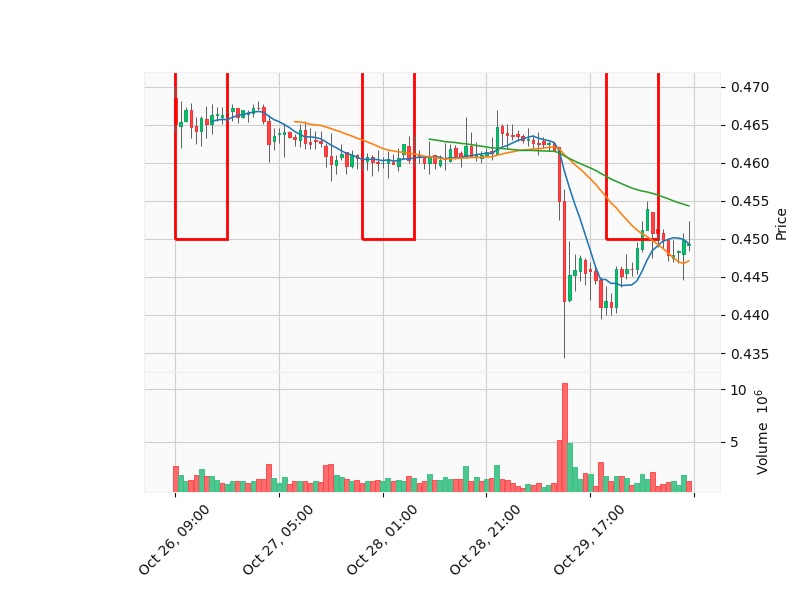 0.470
0.465
0.460
0.455
0.450
0.445
0.440
0.435
Price
10
5
Volume 10⁶
Oct 26, 09:00
Oct 27, 05:00
Oct 28, 01:00
Oct 28, 21:00
Oct 29, 17:00